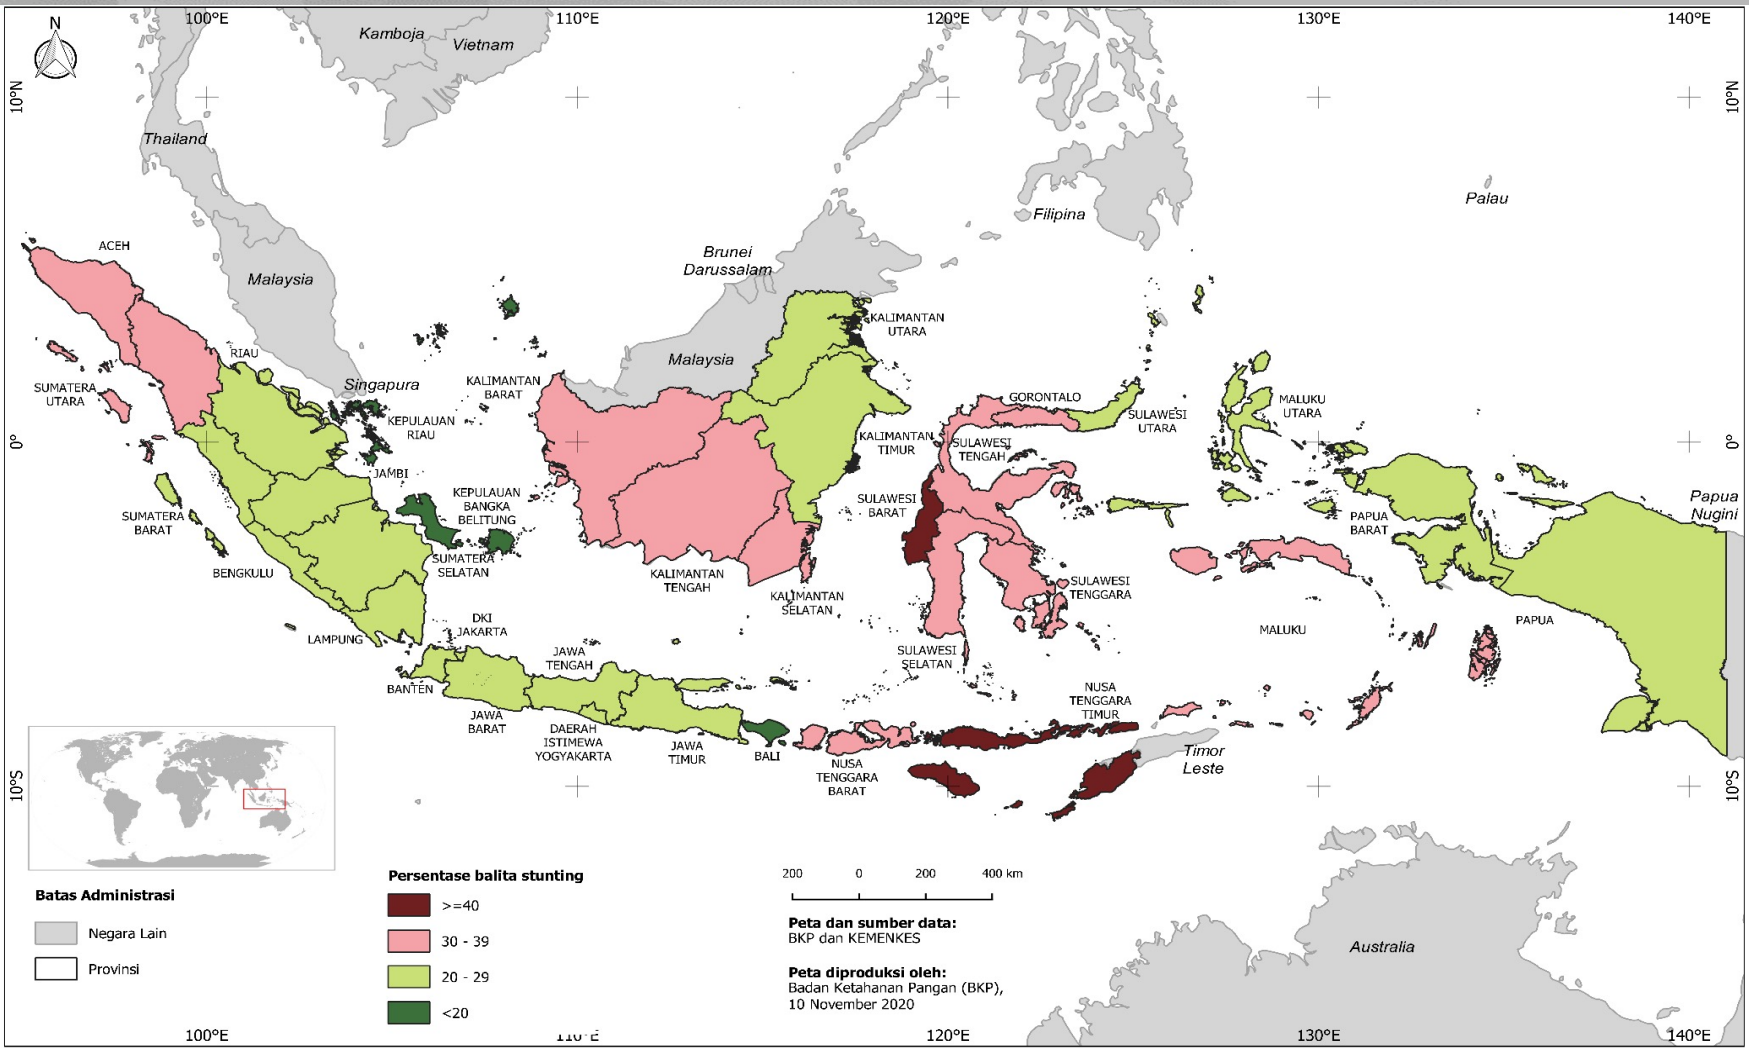 100°E
110°E
120°E
130°E
140°E
N
10°N
10°N
Kamboja
Vietnam
Thailand
Filipina
Palau
ACEH
Malaysia
Brunei
Darussalam
KALIMANTAN
UTARA
Malaysia
RIAU
Singapura
SUMATERA
UTARA
KALIMANTAN
BARAT
KEPULAUAN
RIAU
GORONTALO
SULAWESI
UTARA
MALUKU
UTARA
0°
0°
KALIMANTAN
TIMUR
SULAWESI
TENGAH
JAMBI
KEPULAUAN
BANGKA
BELITUNG
SULAWESI
BARAT
SUMATERA
BARAT
PAPUA
BARAT
Papua
Nugini
SUMATERA
SELATAN
BENGKULU
KALIMANTAN
TENGAH
KALIMANTAN
SELATAN
SULAWESI
TENGGARA
LAMPUNG
DKI
JAKARTA
MALUKU
PAPUA
JAWA
TENGAH
SULAWESI
SELATAN
BANTEN
NUSA
TENGGARA
TIMUR
JAWA
BARAT
DAERAH
ISTIMEWA
YOGYAKARTA
JAWA
TIMUR
BALI
NUSA
TENGGARA
BARAT
Timor
Leste
10°S
10°S
Batas Administrasi
Negara Lain
Provinsi
Persentase balita stunting
>=40
30 - 39
20 - 29
<20
200 0 200 400 km
Peta dan sumber data:
BKP dan KEMENKES
Peta diproduksi oleh:
Badan Ketahanan Pangan (BKP),
10 November 2020
Australia
100°E
110°E
120°E
130°E
140°E